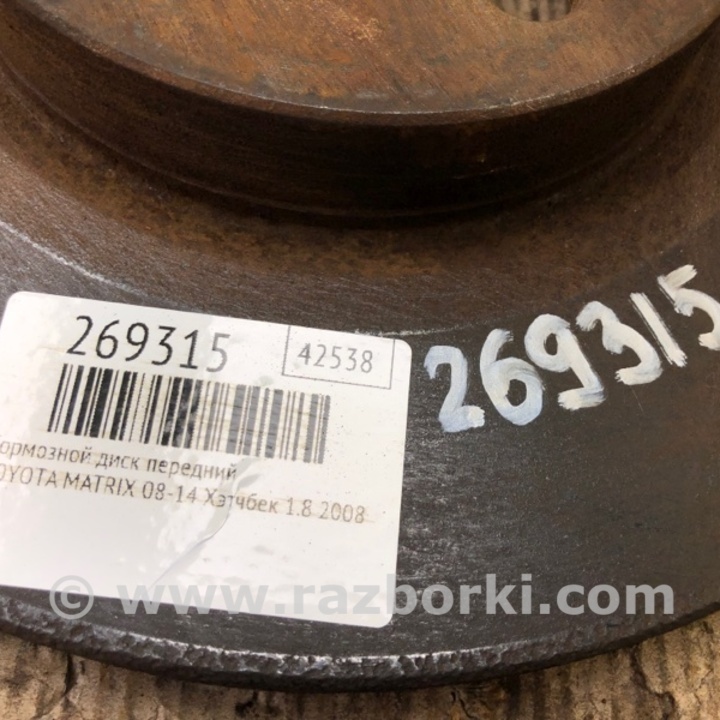 269315
42538
269315
ормозной диск передний
OYOTA MATRIX 08-14 Хэтчбек 1.8 2008
© www.razborki.com